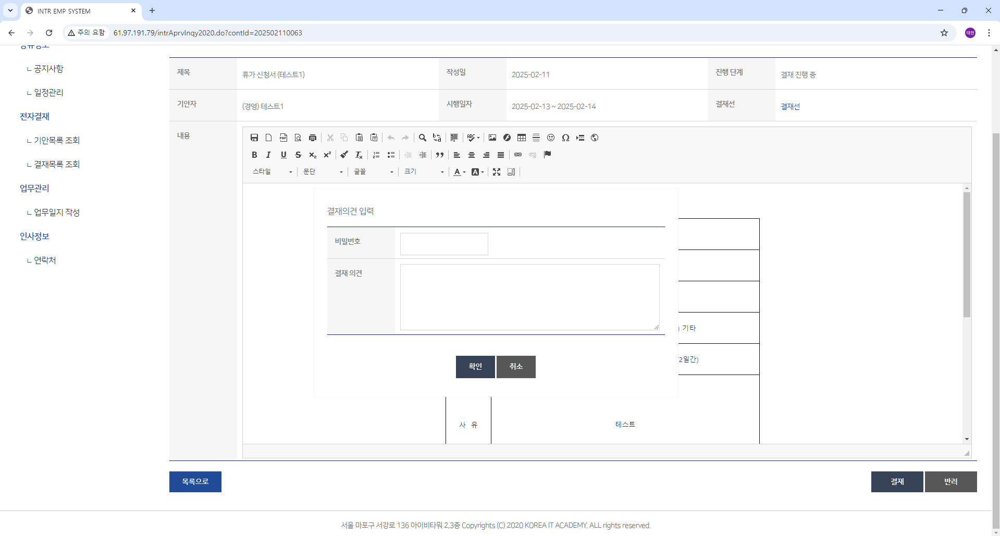 INTR EMP SYSTEM
주의 요함 61.97.191.79/intrAprvInqy2020.do?contId=202502110063
태현
ㄴ 공지사항
ㄴ 일정관리
전자결재
ㄴ 기안목록 조회
ㄴ 결재목록 조회
업무관리
ㄴ 업무일지 작성
인사정보
ㄴ 연락처
제목 휴가 신청서 (테스트1) 작성일 2025-02-11 진행 단계 결재 진행 중
기안자 (경영) 테스트1 시행일자 2025-02-13 ~ 2025-02-14 결재선 결재선
내용
스타일 문단 글꼴 크기
결재의견 입력
비밀번호
결재 의견
) 기타
(2일간)
확인 취소
사 유 테스트
목록으로 결재 반려
서울 마포구 서강로 136 아이비타워 2,3층 Copyrights (C) 2020 KOREA IT ACADEMY. ALL rights reserved.